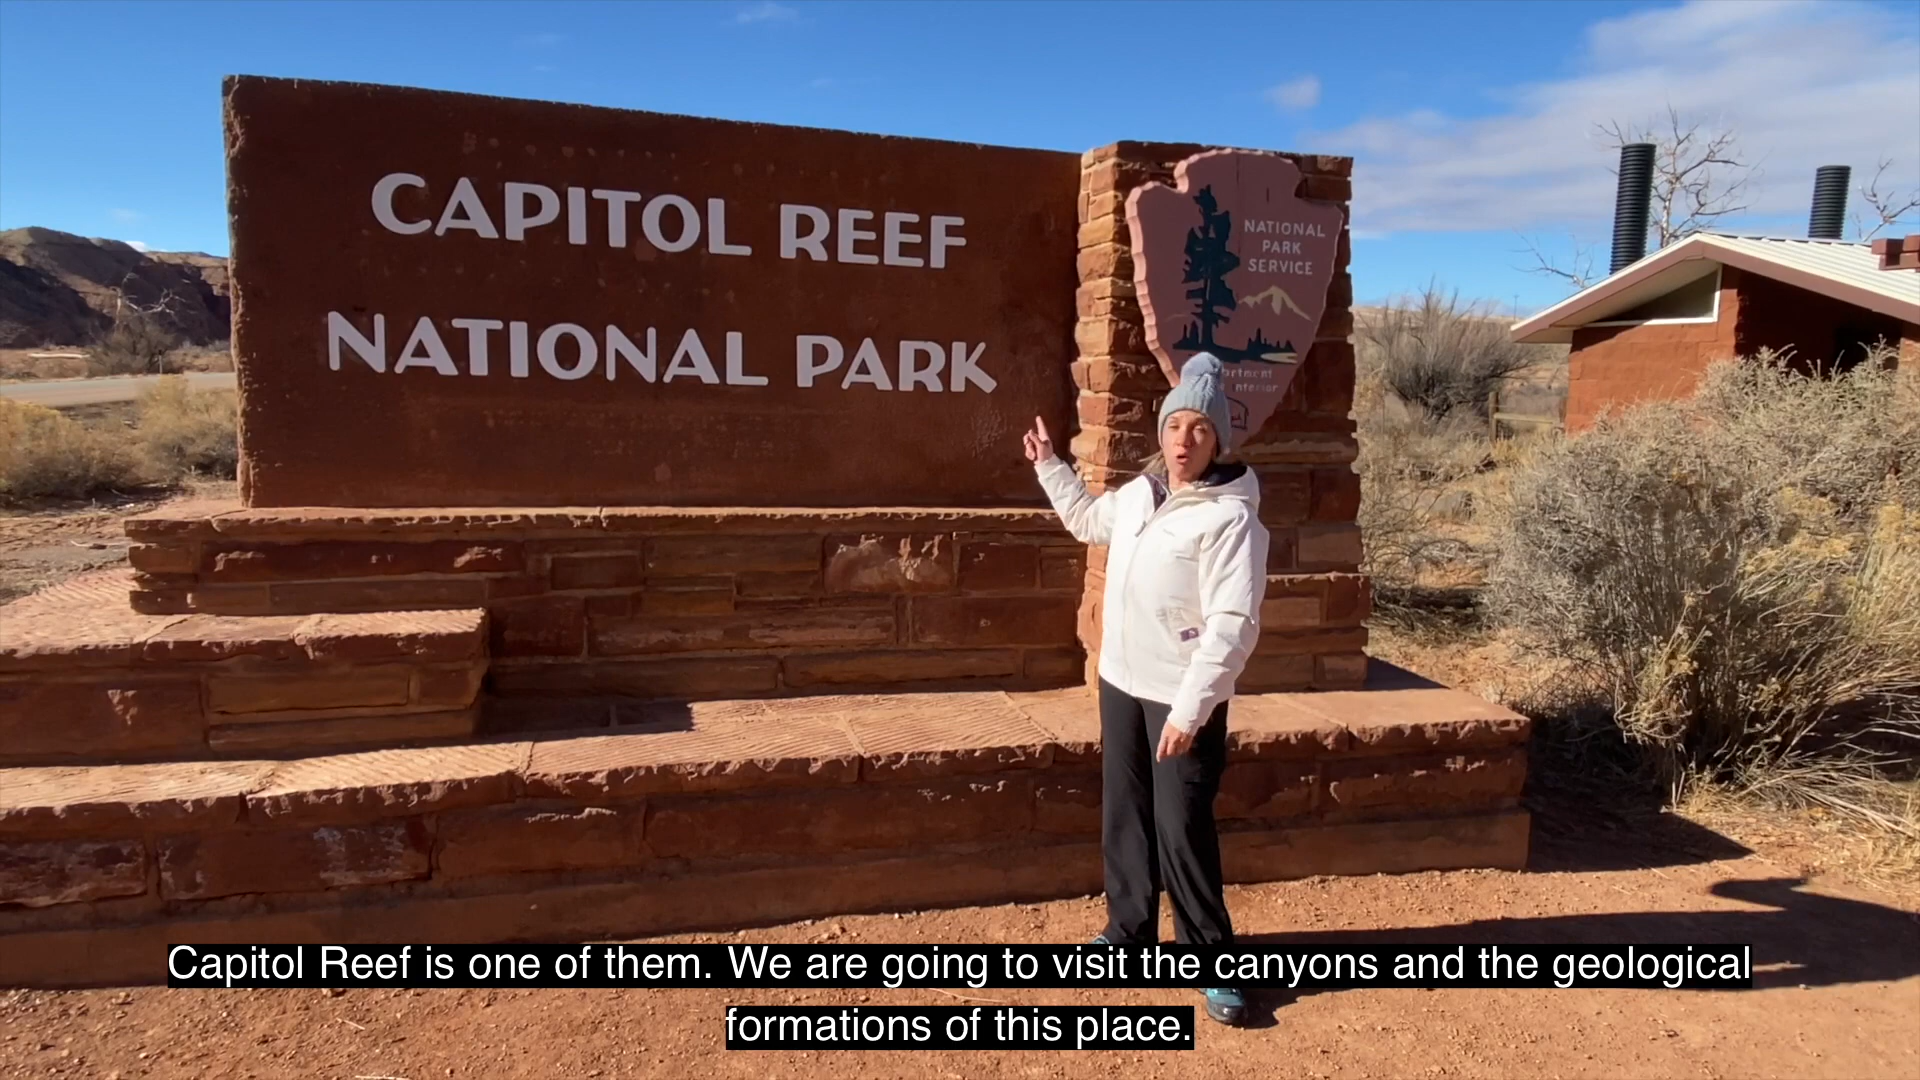 CAPITOL REEF
NATIONAL PARK
NATIONAL
PARK
SERVICE
Capitol Reef is one of them. We are going to visit the canyons and the geological
formations of this place.